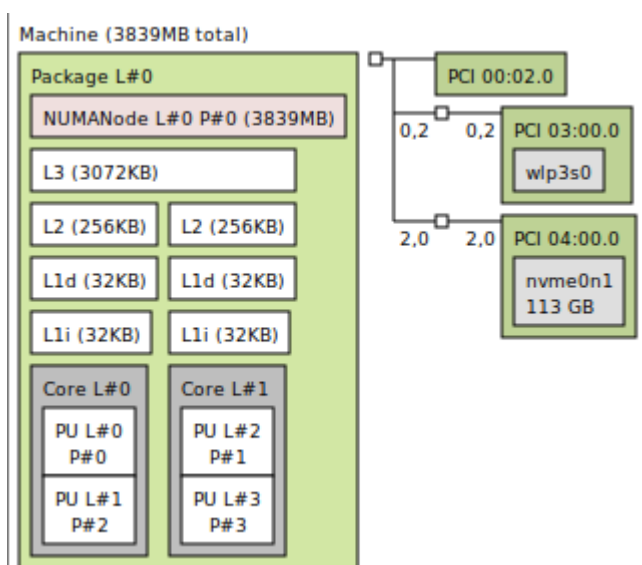 Machine (3839MB total)
Package L#0
NUMANode L#0 P#0 (3839MB)
L3 (3072KB)
L2 (256KB)
L2 (256KB)
L1d (32KB)
L1d (32KB)
L1i (32KB)
L1i (32KB)
Core L#0
PU L#0
P#0
PU L#1
P#2
Core L#1
PU L#2
P#1
PU L#3
P#3
PCI 00:02.0
0,2
0,2
PCI 03:00.0
wlp3s0
2,0
2,0
PCI 04:00.0
nvme0n1
113 GB